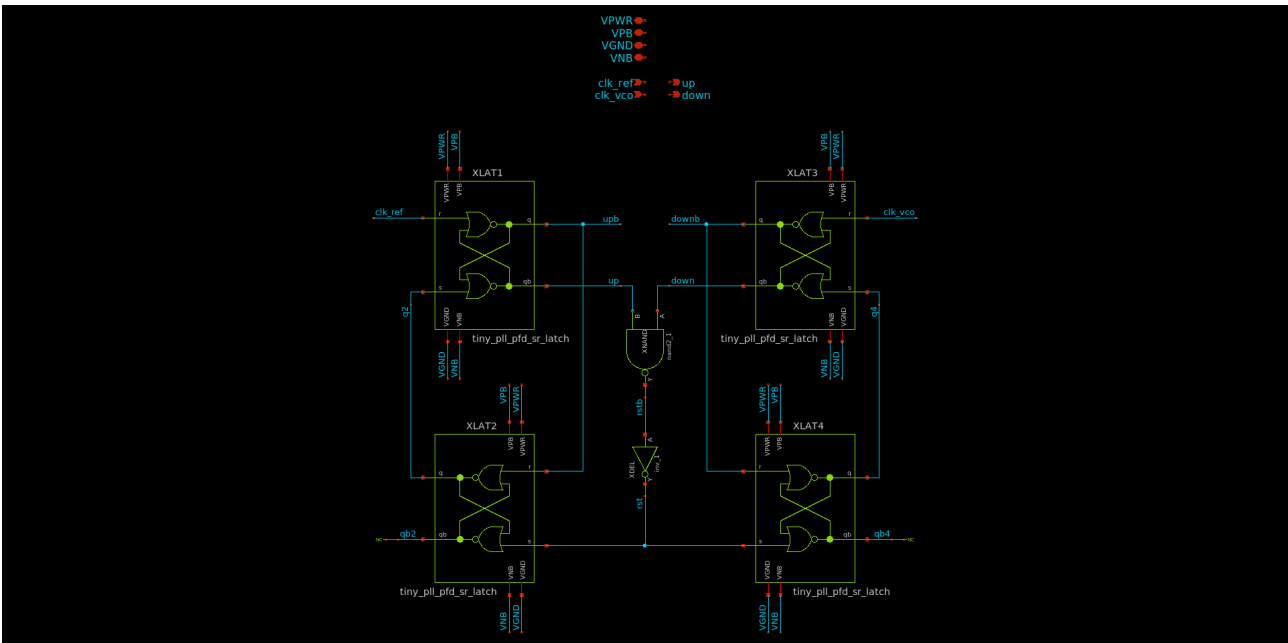 VPWR
VPB
VGND
VNB
clk_ref up
clk_vco down
VPWR VPB VPB VPWR
XLAT1 XLAT3
VPWR VPB VPB VPWR
clk_ref r q upb downb q r clk_vco
s qb up down qb s
q2 q4
VGND VNB B A VNB VGND
XNAND nand2_1
tiny_pll_pfd_sr_latch tiny_pll_pfd_sr_latch
VGND VNB VNB VGND
Y
VPB VPWR rstb VPWR VPB
XLAT2 XLAT4
VPB VPWR A VPWR VPB
XDEL inv_1
q r Y r q
rst
NC qb2 qb s s qb qb4 NC
VNB VGND VGND VNB
tiny_pll_pfd_sr_latch tiny_pll_pfd_sr_latch
VNB VGND VGND VNB